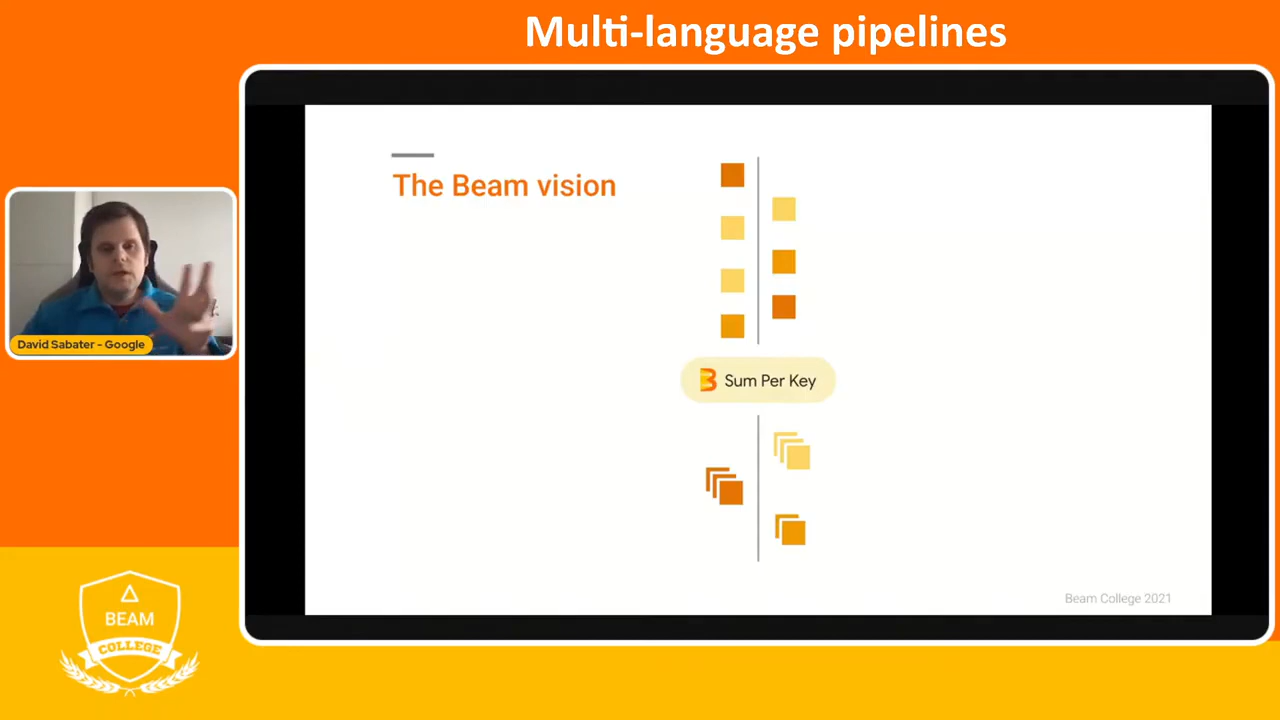 Multi-language pipelines
The Beam vision
David Sabater - Google
Sum Per Key
BEAM
COLLEGE
Beam College 2021